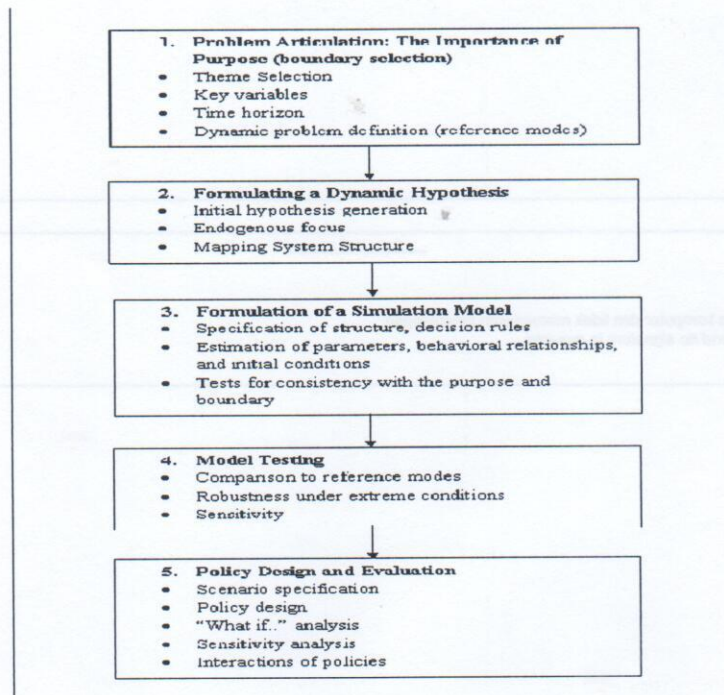 1. Problem Articulation: The Importance of
Purpose (boundary selection)
• Theme Selection
• Key variables
• Time horizon
• Dynamic problem definition (reference modes)
2. Formulating a Dynamic Hypothesis
• Initial hypothesis generation
• Endogenous focus
• Mapping System Structure
3. Formulation of a Simulation Model
• Specification of structure, decision rules
• Estimation of parameters, behavioral relationships,
and initial conditions
• Tests for consistency with the purpose and
boundary
4. Model Testing
• Comparison to reference modes
• Robustness under extreme conditions
• Sensitivity
5. Policy Design and Evaluation
• Scenario specification
• Policy design
• “What if..” analysis
• Sensitivity analysis
• Interactions of policies